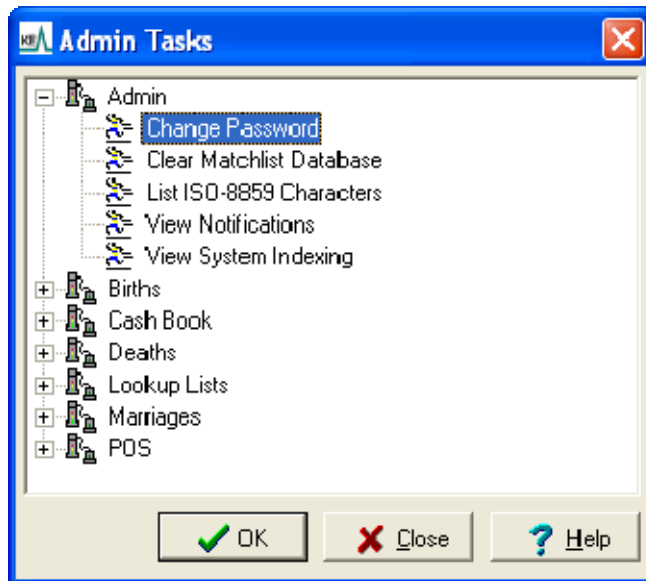 KE Admin Tasks
Admin
Change Password
Clear Matchlist Database
List ISO-8859 Characters
View Notifications
View System Indexing
Births
Cash Book
Deaths
Lookup Lists
Marriages
POS
OK Close Help